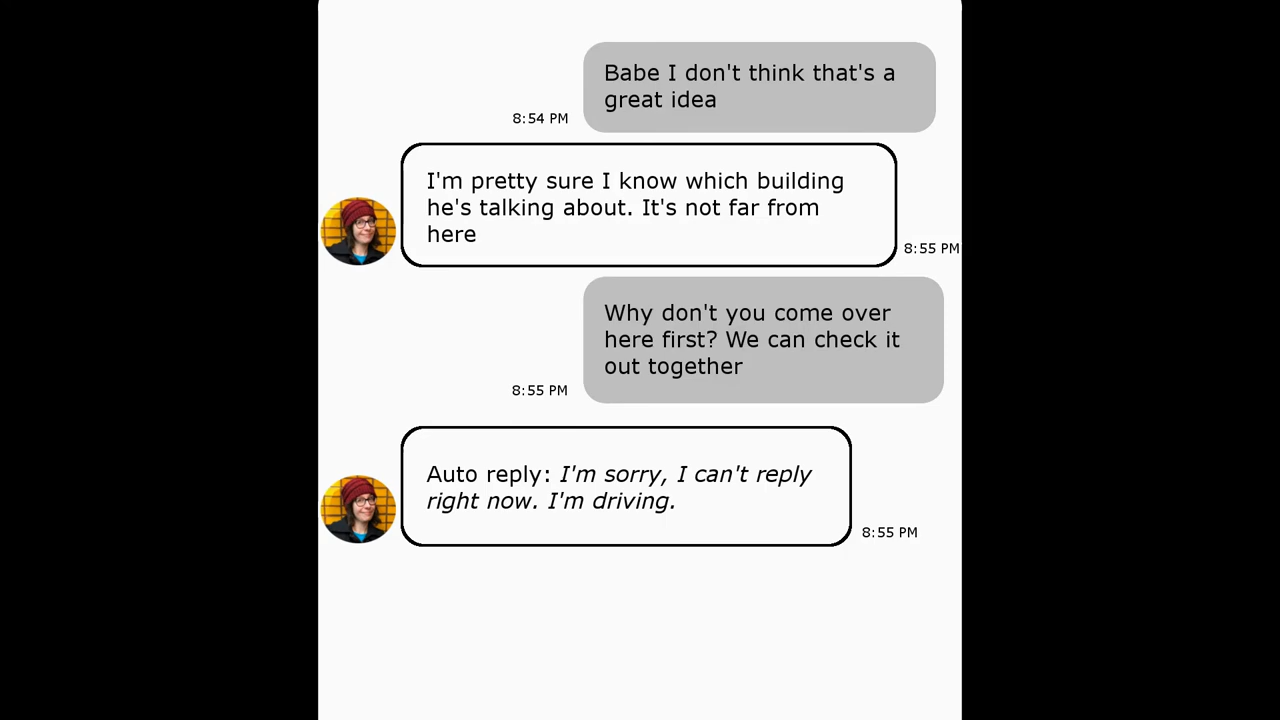 Babe I don't think that's a
great idea
8:54 PM
I'm pretty sure I know which building
he's talking about. It's not far from
here
8:55 PM
Why don't you come over
here first? We can check it
out together
8:55 PM
Auto reply: I'm sorry, I can't reply
right now. I'm driving.
8:55 PM